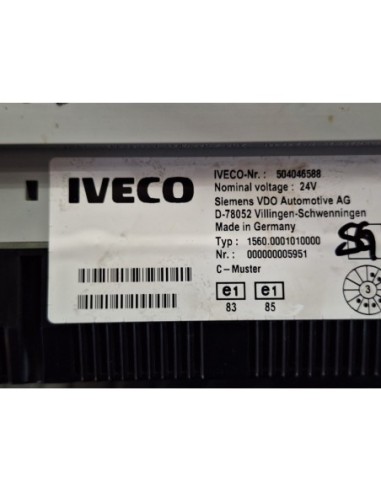 IVECO
IVECO-Nr. : 504046588
Nominal voltage : 24V
Siemens VDO Automotive AG
D-78052 Villingen-Schwenningen
Made in Germany
Typ : 1560.0001010000
Nr. : 000000005951
C - Muster
e1 e1
83 85
3